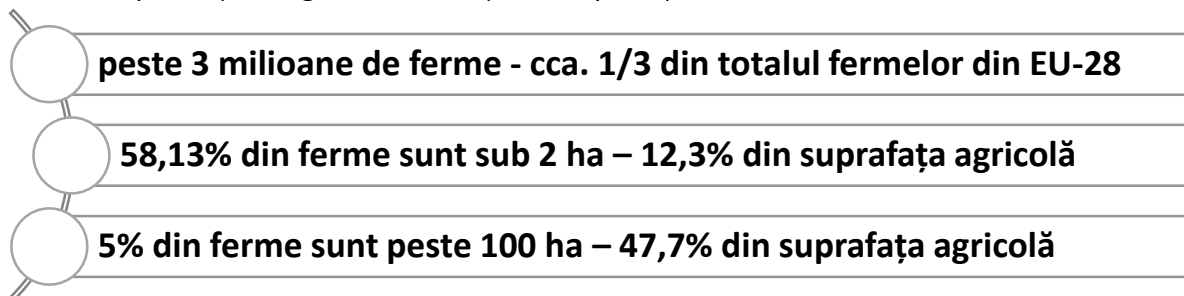 peste 3 milioane de ferme - cca. 1/3 din totalul fermelor din EU-28
58,13% din ferme sunt sub 2 ha – 12,3% din suprafața agricolă
5% din ferme sunt peste 100 ha – 47,7% din suprafața agricolă